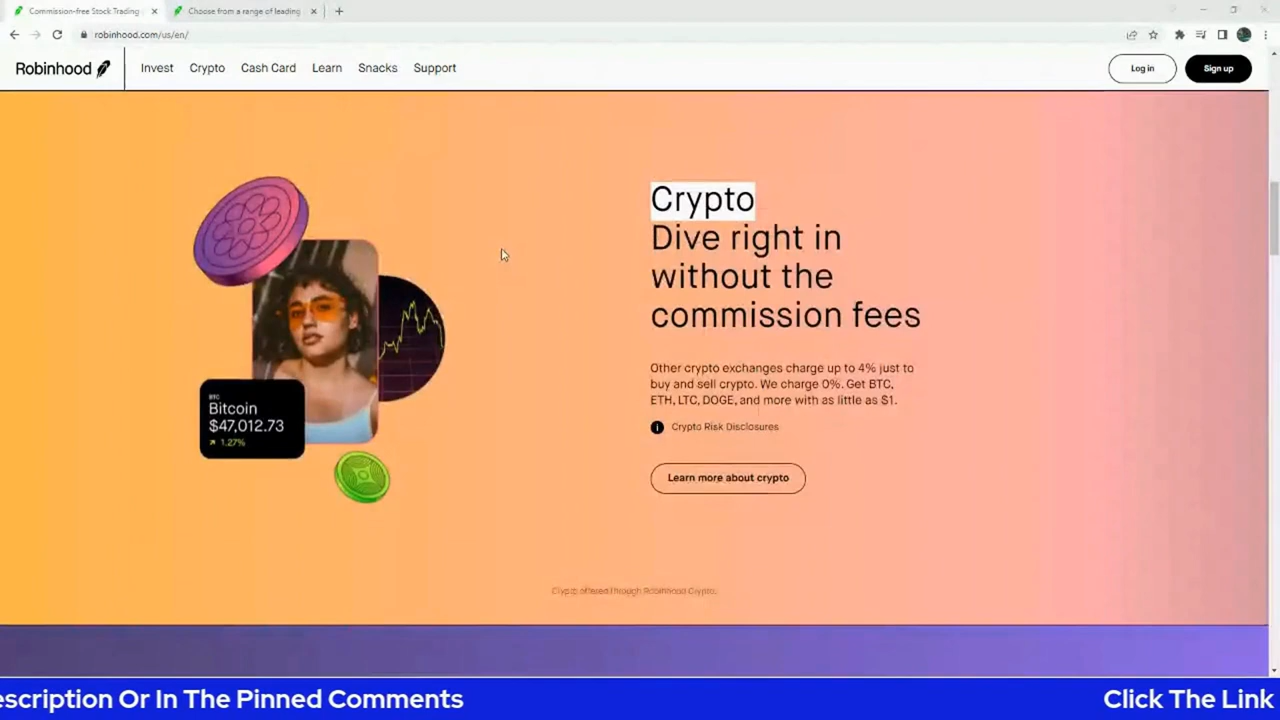 Commission-free Stock Trading
Choose from a range of leading
robinhood.com/us/en/
Robinhood
Invest
Crypto
Cash Card
Learn
Snacks
Support
Log in
Sign up
Crypto
Dive right in
without the
commission fees
Other crypto exchanges charge up to 4% just to
buy and sell crypto. We charge 0%. Get BTC,
ETH, LTC, DOGE, and more with as little as $1.
Crypto Risk Disclosures
Learn more about crypto
BTC
Bitcoin
$47,012.73
1.27%
Crypto offered through Robinhood Crypto.
escription Or In The Pinned Comments
Click The Link